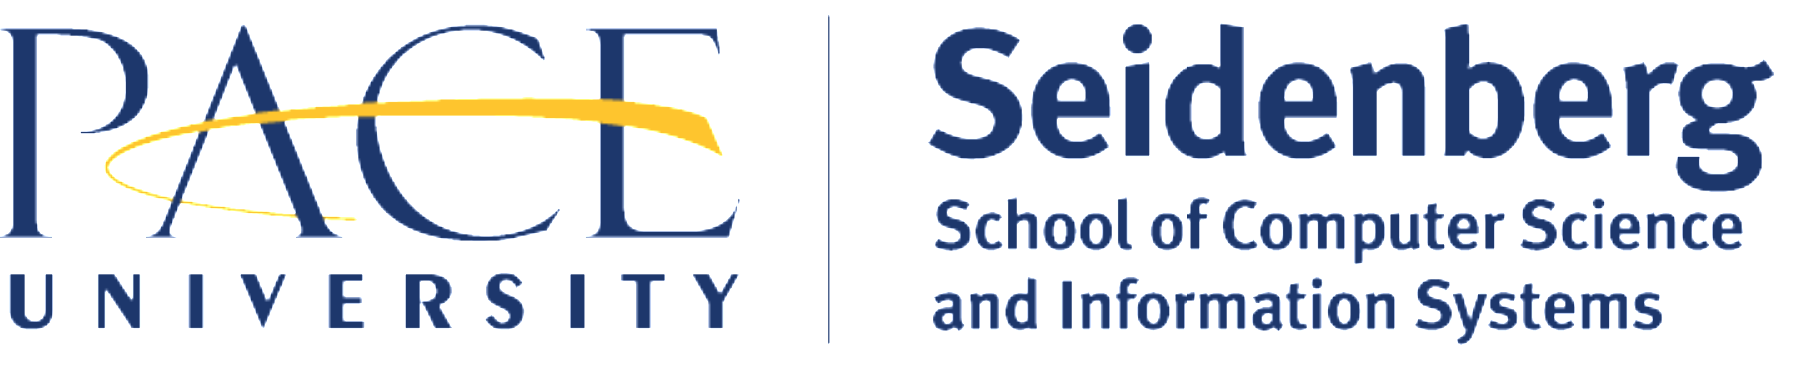 PACE
UNIVERSITY
Seidenberg
School of Computer Science
and Information Systems